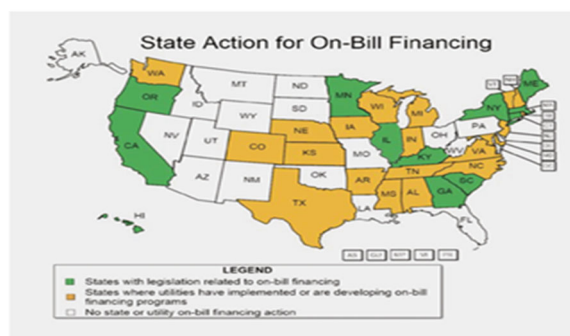 State Action for On-Bill Financing
AK
WA
MT
ND
MN
ME
OR
ID
SD
WI
MI
NY
WY
IA
PA
NE
NV
UT
IL
IN
OH
CA
CO
KS
MO
WV
VA
KY
NC
TN
AZ
NM
OK
AR
SC
MS
AL
GA
TX
LA
HI
FL
LEGEND
States with legislation related to on-bill financing
States where utilities have implemented or are developing on-bill
financing programs
No state or utility on-bill financing action